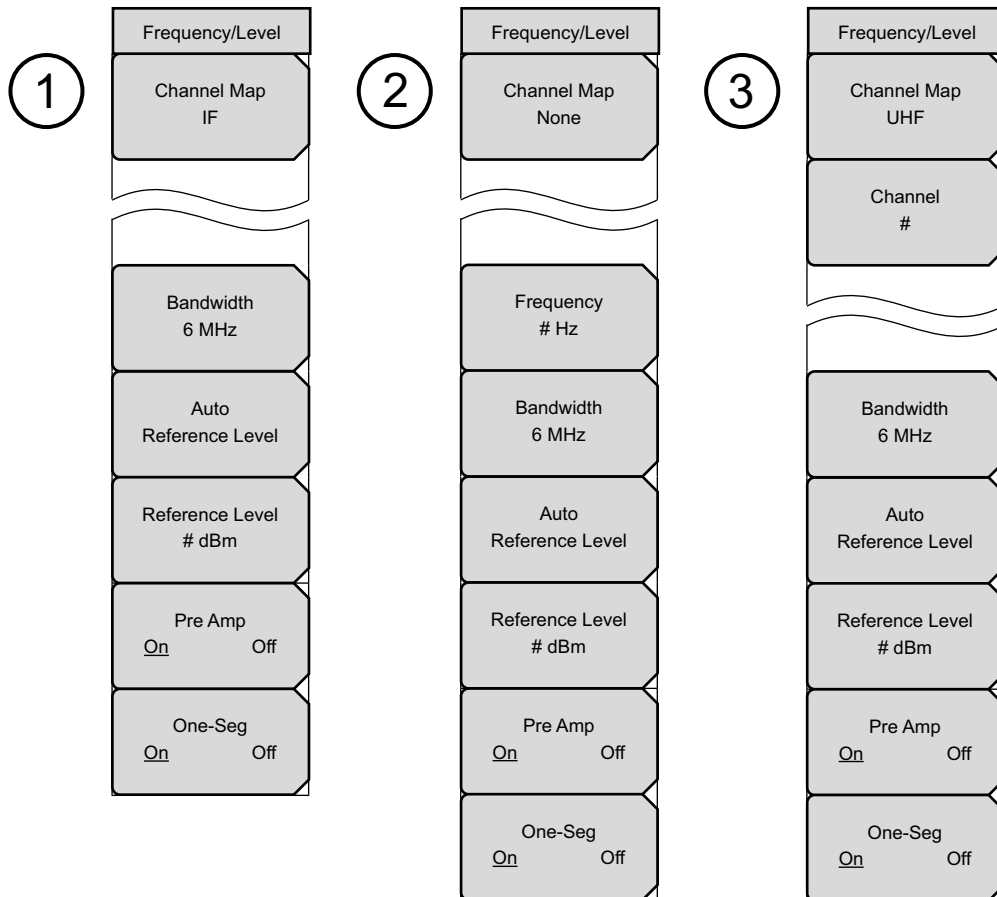 1
Frequency/Level
Channel Map
IF
Bandwidth
6 MHz
Auto
Reference Level
Reference Level
# dBm
Pre Amp
On Off
One-Seg
On Off
2
Frequency/Level
Channel Map
None
Frequency
# Hz
Bandwidth
6 MHz
Auto
Reference Level
Reference Level
# dBm
Pre Amp
On Off
One-Seg
On Off
3
Frequency/Level
Channel Map
UHF
Channel
#
Bandwidth
6 MHz
Auto
Reference Level
Reference Level
# dBm
Pre Amp
On Off
One-Seg
On Off